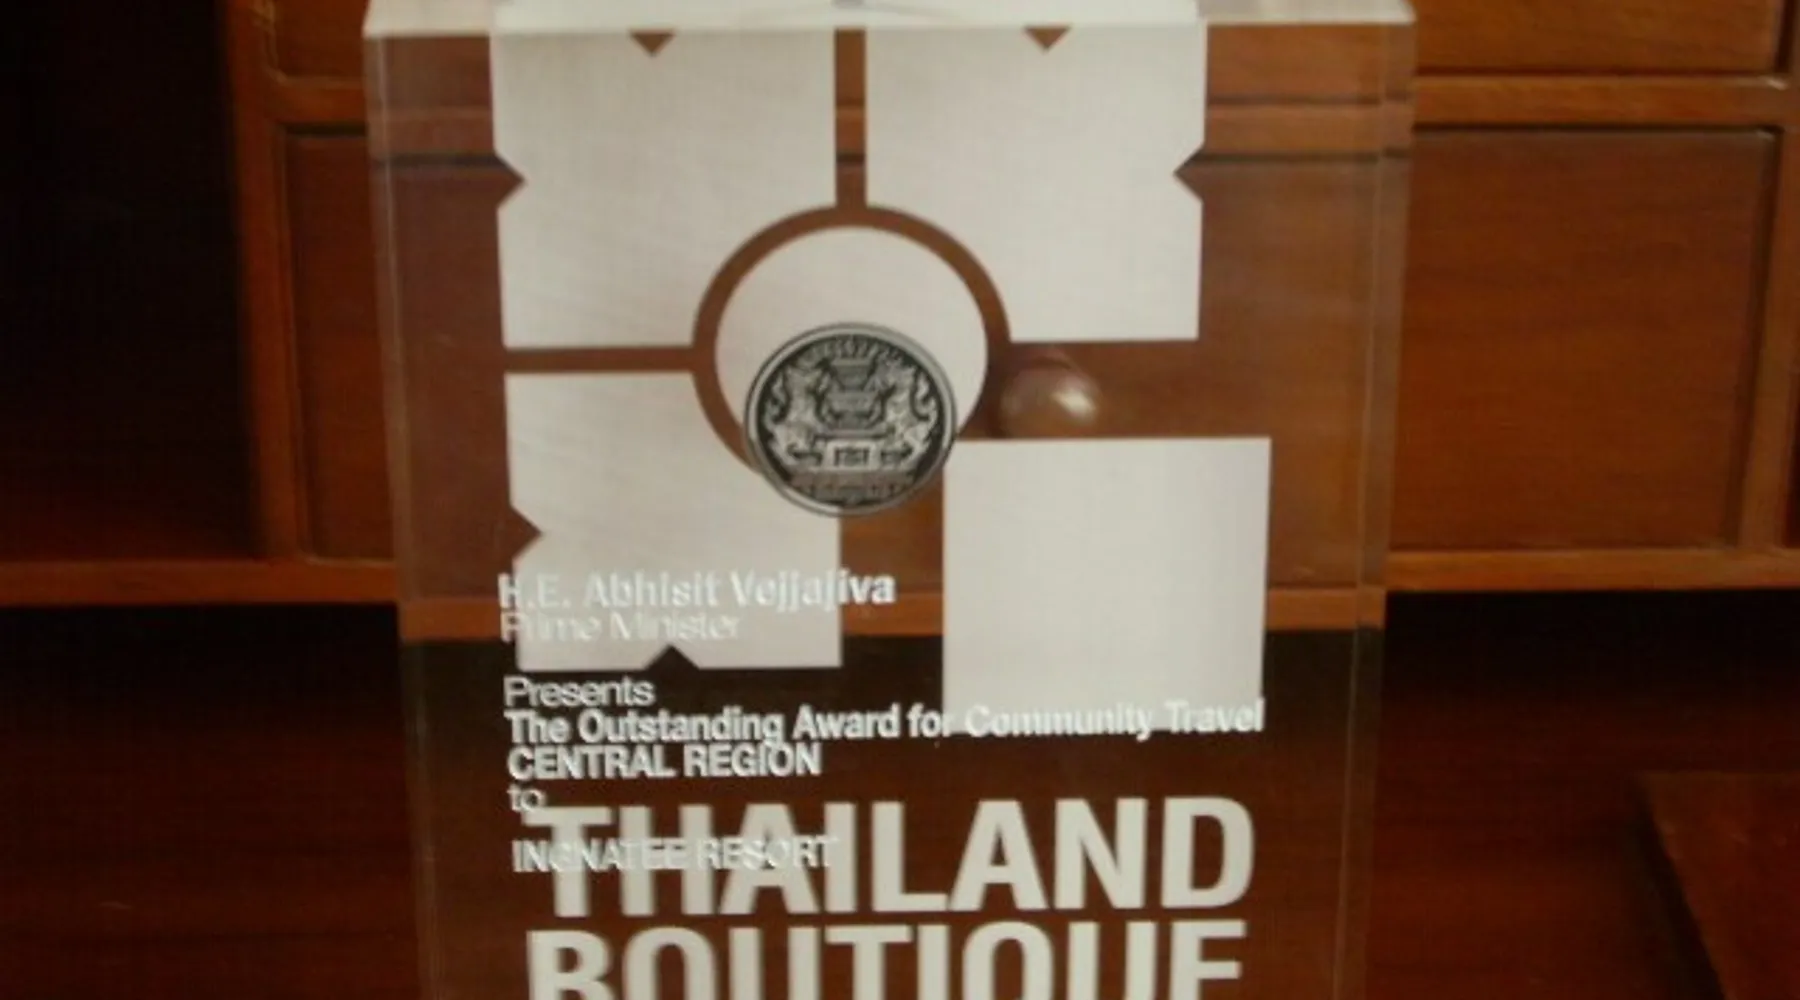 H.E. Abhisit Vejjajiva
Prime Minister
Presents
The Outstanding Award for Community Travel
CENTRAL REGION
to
INGNATEE RESORT
THAILAND
BOUTIQUE